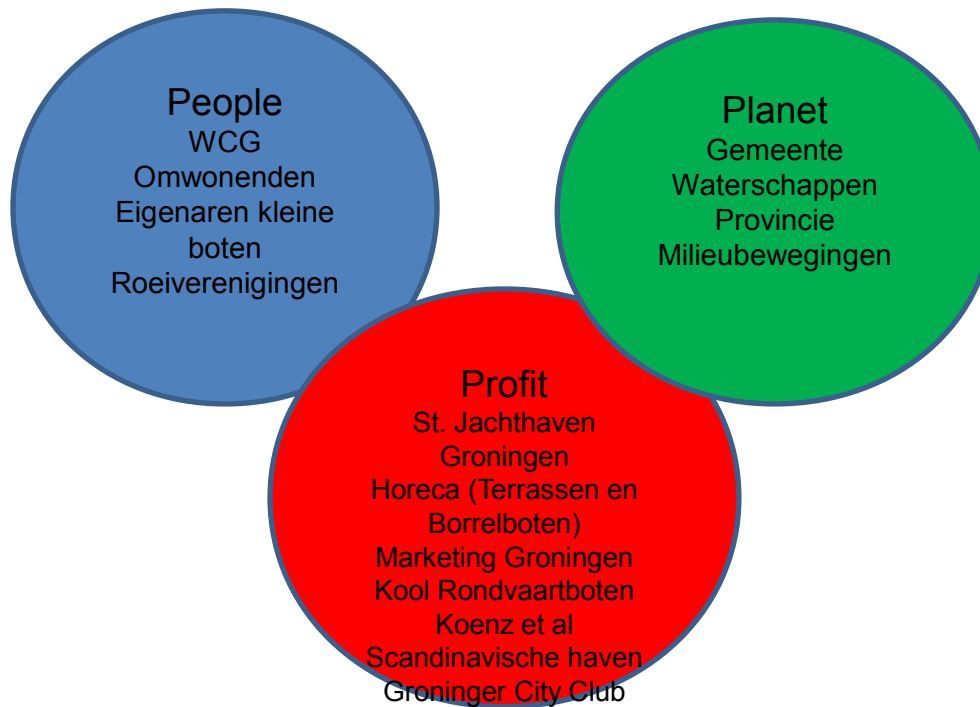 People
WCG
Omwonenden
Eigenaren kleine
boten
Roeiverenigingen
Planet
Gemeente
Waterschappen
Provincie
Milieubewegingen
Profit
St. Jachthaven
Groningen
Horeca (Terrassen en
Borrelboten)
Marketing Groningen
Kool Rondvaartboten
Koenz et al
Scandinavische haven
Groninger City Club